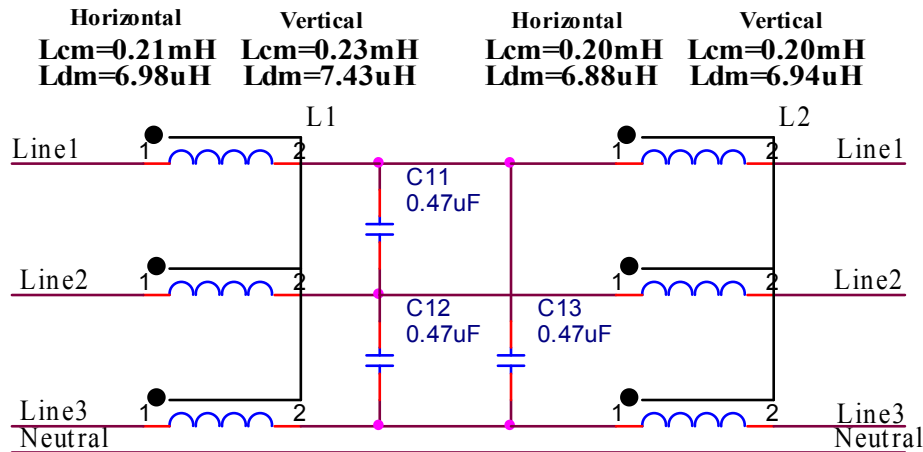 Horizontal Vertical Horizontal Vertical
Lcm=0.21mH Lcm=0.23mH Lcm=0.20mH Lcm=0.20mH
Ldm=6.98uH Ldm=7.43uH Ldm=6.88uH Ldm=6.94uH
L1 L2
Line1 1 2 1 2 Line1
C11
0.47uF
Line2 1 2 1 2 Line2
C12 C13
0.47uF 0.47uF
Line3 1 2 1 2 Line3
Neutral Neutral